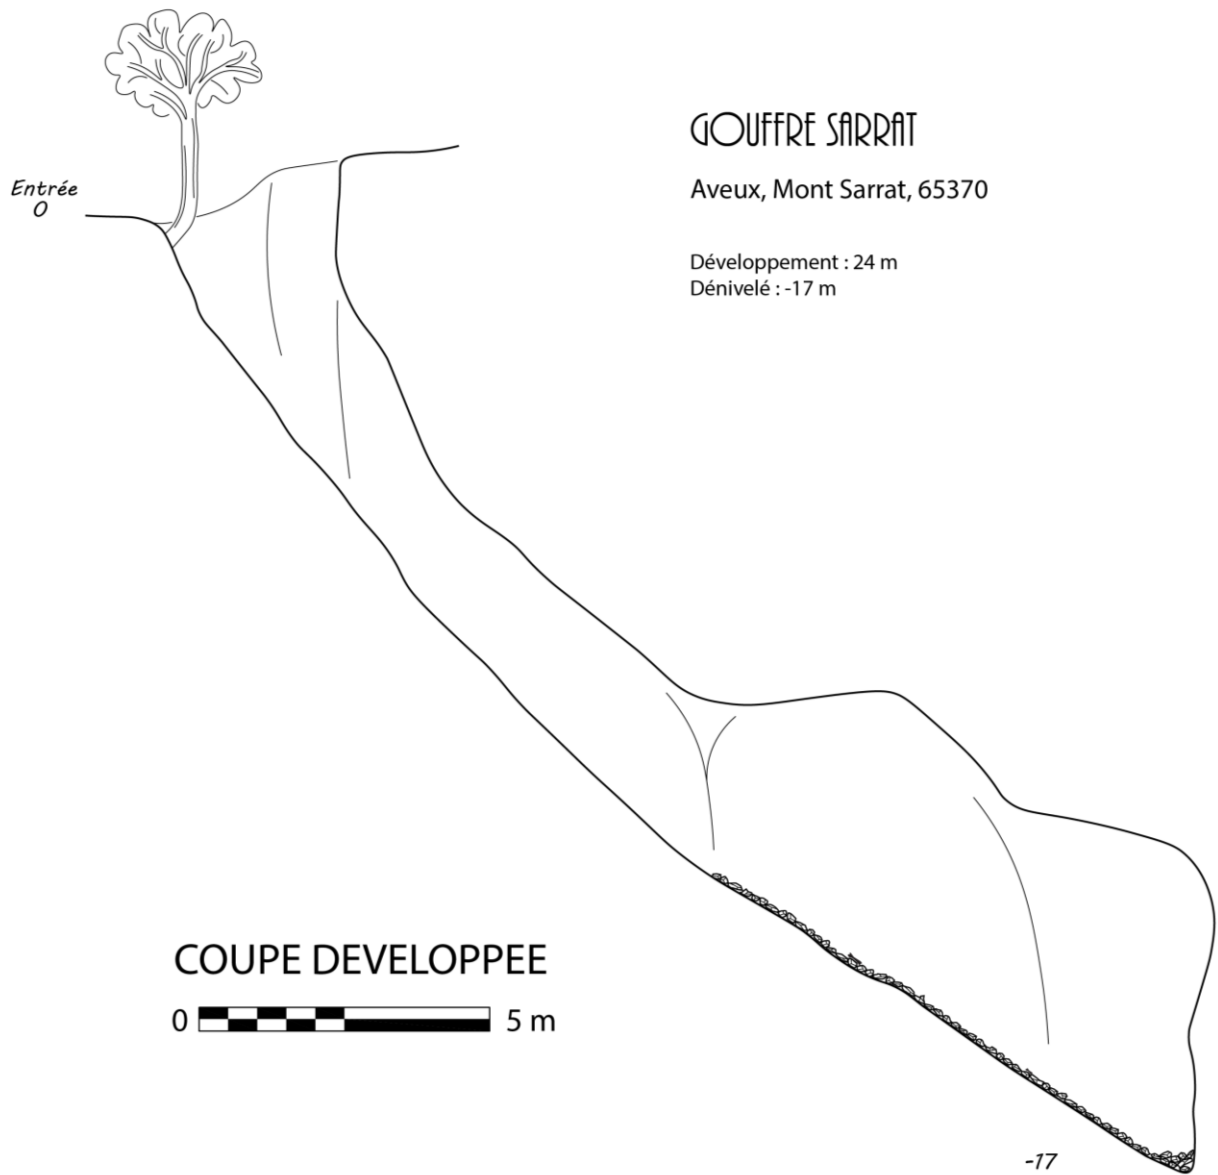 GOUFFRE SARRAT
Aveux, Mont Sarrat, 65370
Développement : 24 m
Dénivelé : -17 m
Entrée
0
COUPE DEVELOPPEE
0 5 m
-17